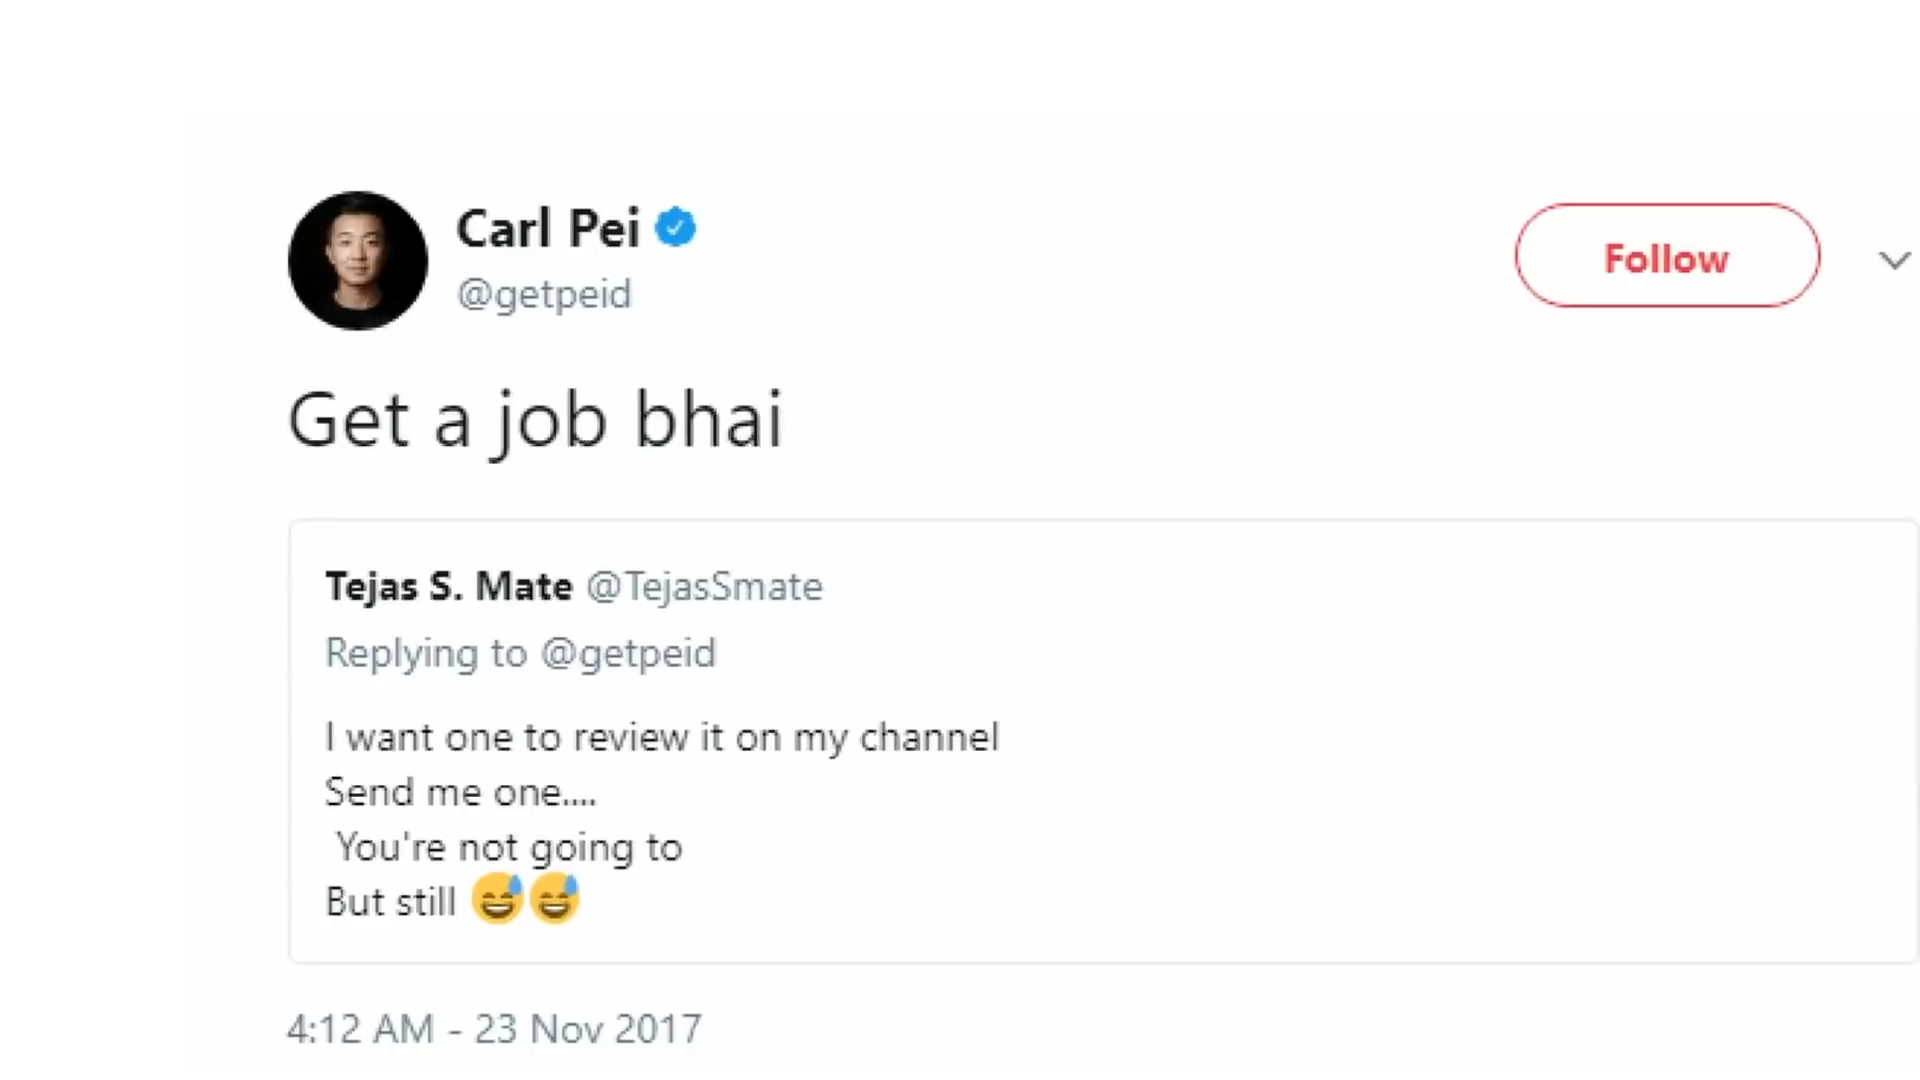 Carl Pei
@getpeid
Follow
Get a job bhai
Tejas S. Mate @TejasSmate
Replying to @getpeid
I want one to review it on my channel
Send me one....
You're not going to
But still 😅😅
4:12 AM - 23 Nov 2017